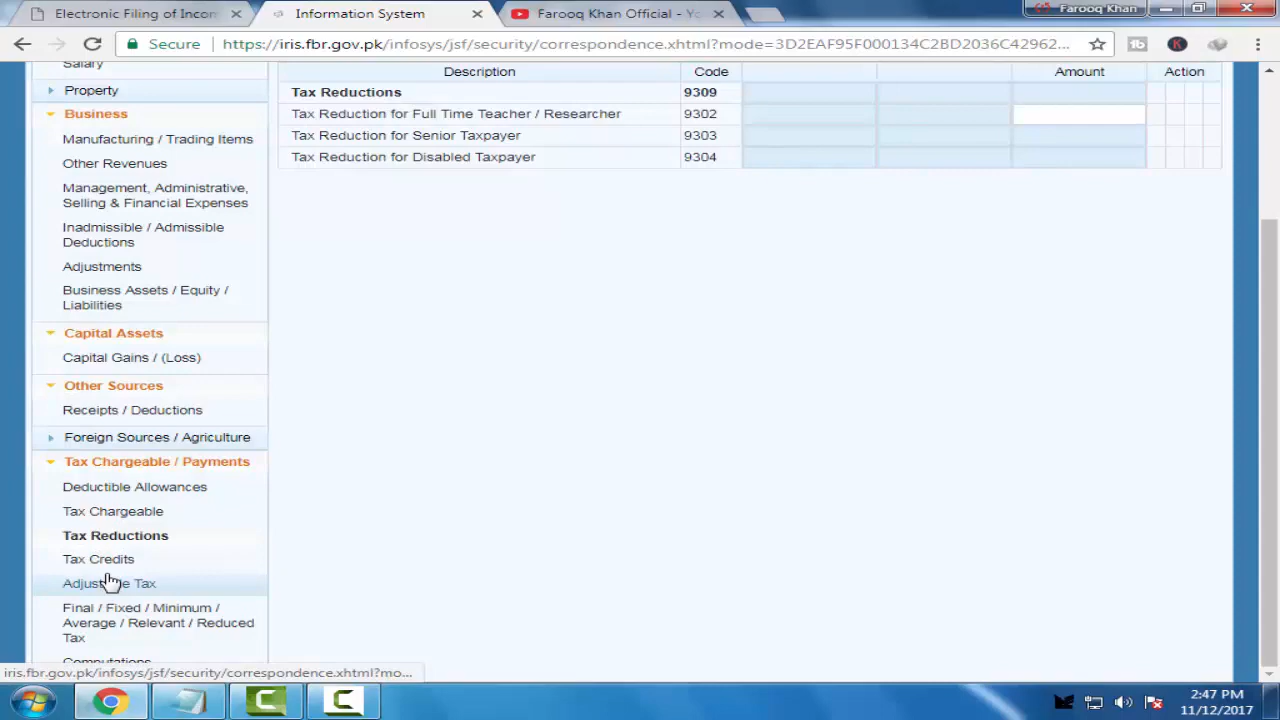 Electronic Filing of Incom
Information System
Farooq Khan Official - Yo
Farooq Khan
Secure
https://iris.fbr.gov.pk/infosys/jsf/security/correspondence.xhtml?mode=3D2EAF95F000134C2BD2036C42962...
Salary
Property
Business
Manufacturing / Trading Items
Other Revenues
Management, Administrative,
Selling & Financial Expenses
Inadmissible / Admissible
Deductions
Adjustments
Business Assets / Equity /
Liabilities
Capital Assets
Capital Gains / (Loss)
Other Sources
Receipts / Deductions
Foreign Sources / Agriculture
Tax Chargeable / Payments
Deductible Allowances
Tax Chargeable
Tax Reductions
Tax Credits
Adjustable Tax
Final / Fixed / Minimum /
Average / Relevant / Reduced
Tax
Computations
Description Code Amount Action
Tax Reductions 9309
Tax Reduction for Full Time Teacher / Researcher 9302
Tax Reduction for Senior Taxpayer 9303
Tax Reduction for Disabled Taxpayer 9304
iris.fbr.gov.pk/infosys/jsf/security/correspondence.xhtml?mo...
2:47 PM
11/12/2017